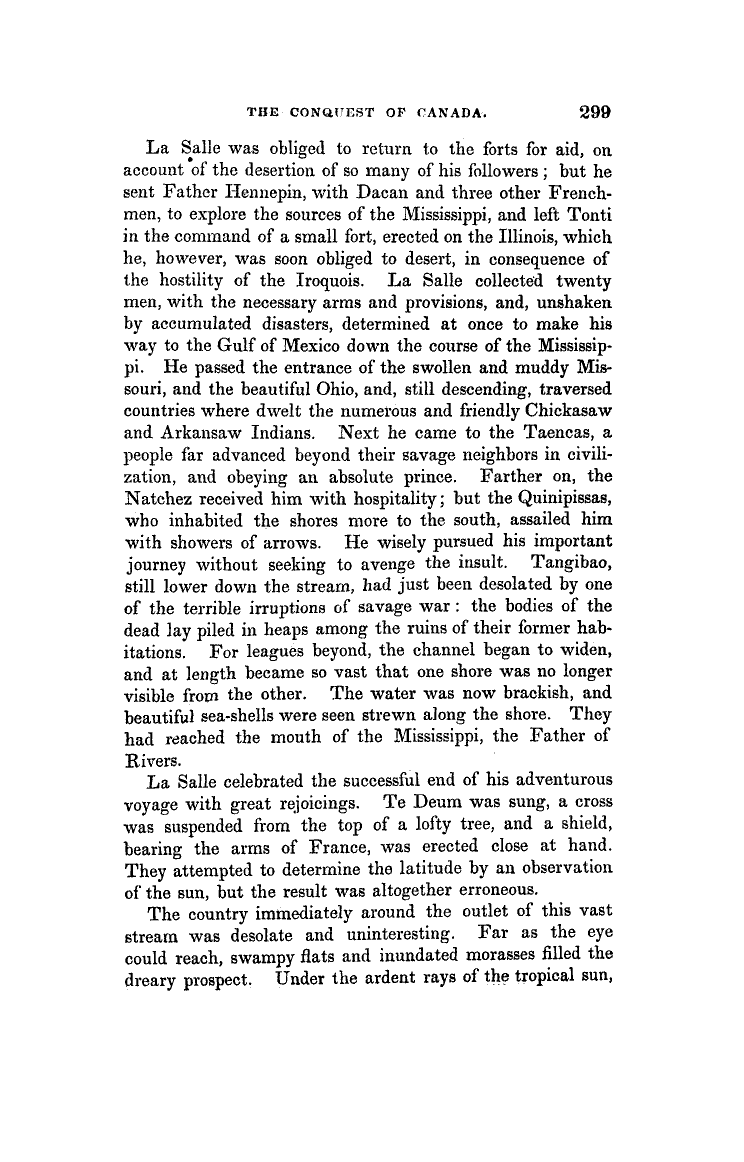 THE CONQUEST OF CANADA. 299
La Salle was obliged to return to the forts for aid, on
account of the desertion of so many of his followers; but he
sent Father Hennepin, with Dacan and three other French-
men, to explore the sources of the Mississippi, and left Tonti
in the command of a small fort, erected on the Illinois, which
he, however, was soon obliged to desert, in consequence of
the hostility of the Iroquois. La Salle collected twenty
men, with the necessary arms and provisions, and, unshaken
by accumulated disasters, determined at once to make his
way to the Gulf of Mexico down the course of the Mississip-
pi. He passed the entrance of the swollen and muddy Mis-
souri, and the beautiful Ohio, and, still descending, traversed
countries where dwelt the numerous and friendly Chickasaw
and Arkansaw Indians. Next he came to the Taencas, a
people far advanced beyond their savage neighbors in civili-
zation, and obeying an absolute prince. Farther on, the
Natchez received him with hospitality; but the Quinipissas,
who inhabited the shores more to the south, assailed him
with showers of arrows. He wisely pursued his important
journey without seeking to avenge the insult. Tangibao,
still lower down the stream, had just been desolated by one
of the terrible irruptions of savage war: the bodies of the
dead lay piled in heaps among the ruins of their former hab-
itations. For leagues beyond, the channel began to widen,
and at length became so vast that one shore was no longer
visible from the other. The water was now brackish, and
beautiful sea-shells were seen strewn along the shore. They
had reached the mouth of the Mississippi, the Father of
Rivers.
La Salle celebrated the successful end of his adventurous
voyage with great rejoicings. Te Deum was sung, a cross
was suspended from the top of a lofty tree, and a shield,
bearing the arms of France, was erected close at hand.
They attempted to determine the latitude by an observation
of the sun, but the result was altogether erroneous.
The country immediately around the outlet of this vast
stream was desolate and uninteresting. Far as the eye
could reach, swampy flats and inundated morasses filled the
dreary prospect. Under the ardent rays of the tropical sun,